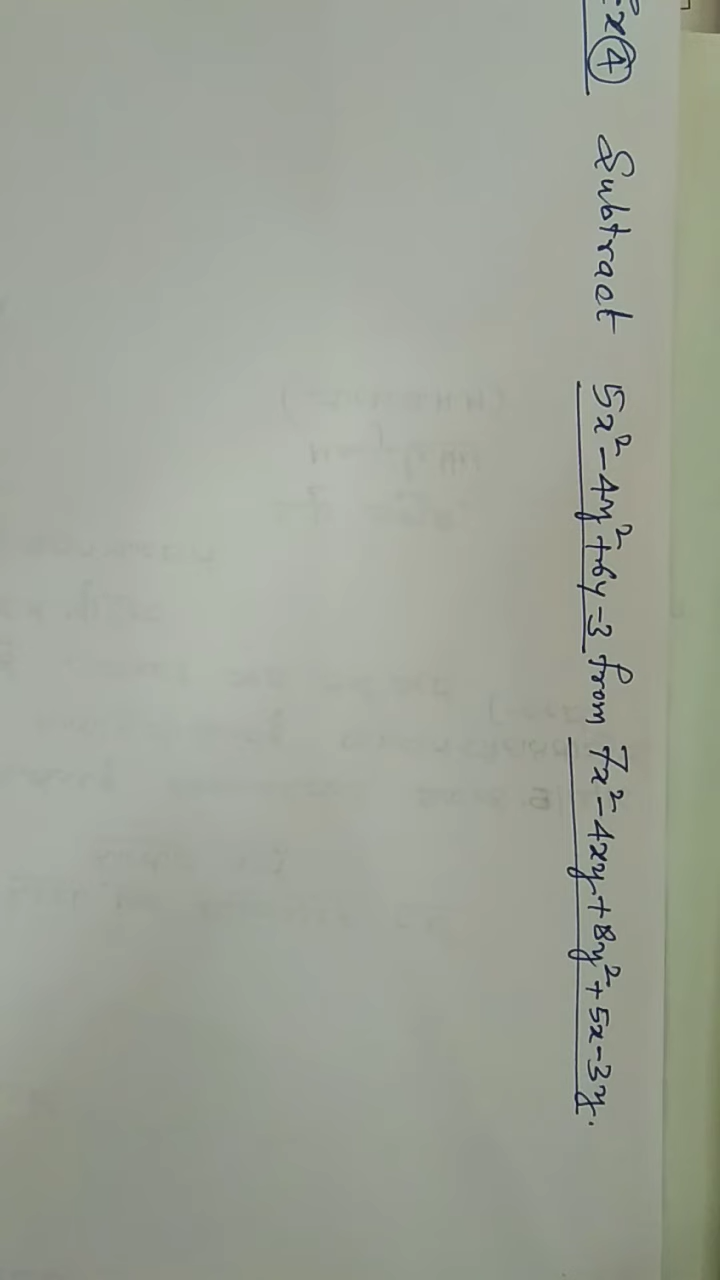 Ex 4 Subtract 5x² - 4y² + 6y - 3 from 7x² - 4xy + 8y² + 5x - 3y.